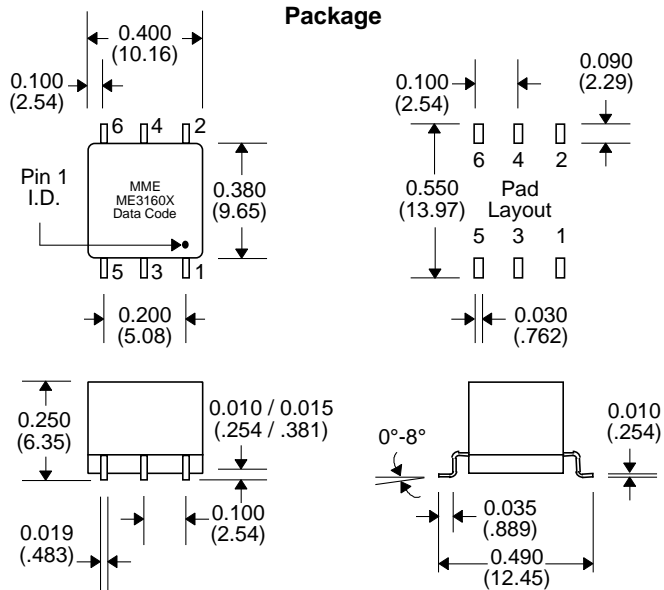 Package
0.400
(10.16)
0.100
(2.54)
6 4 2
Pin 1
I.D.
MME
ME3160X
Data Code
0.380
(9.65)
5 3 1
0.200
(5.08)
0.100
(2.54)
0.090
(2.29)
6 4 2
0.550
(13.97)
Pad
Layout
5 3 1
0.030
(.762)
0.250
(6.35)
0.010 / 0.015
(.254 / .381)
0.019
(.483)
0.100
(2.54)
0°-8°
0.010
(.254)
0.035
(.889)
0.490
(12.45)